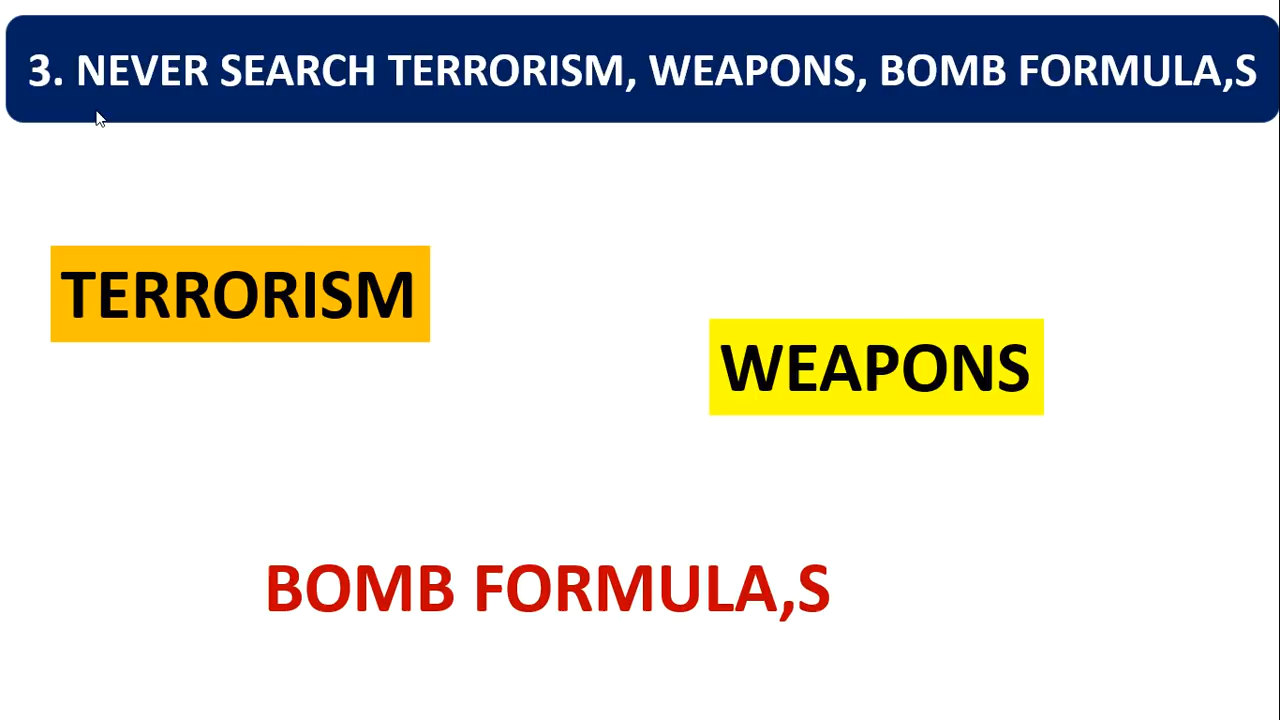 3. NEVER SEARCH TERRORISM, WEAPONS, BOMB FORMULA,S
TERRORISM
WEAPONS
BOMB FORMULA,S